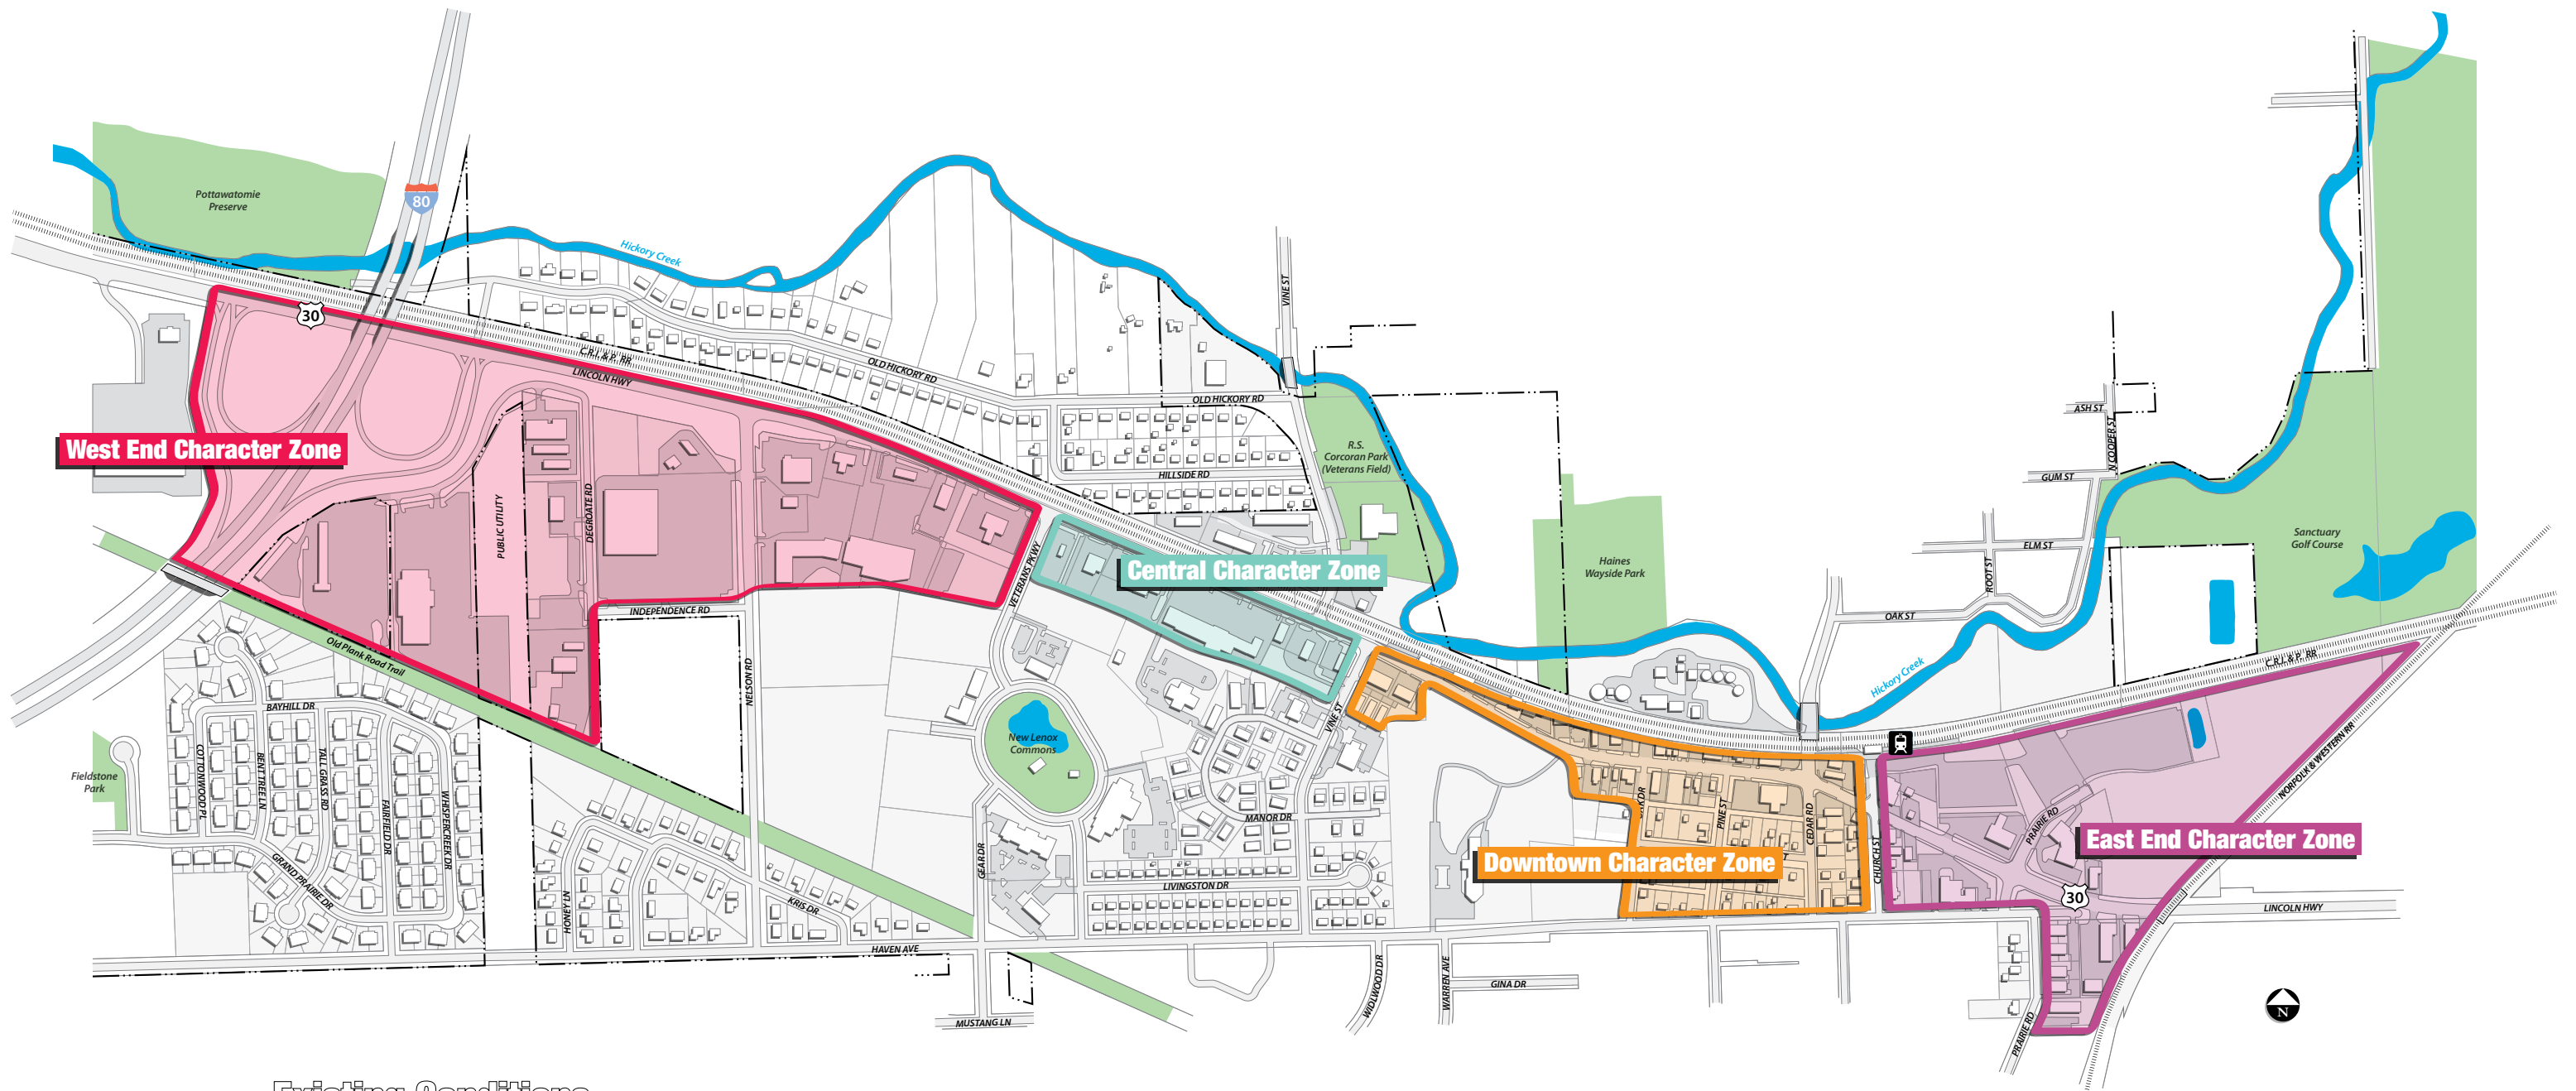 Pottawatomie
Preserve
80
Hickory Creek
30
C.R.I. & P. RR
LINCOLN HWY
OLD HICKORY RD
VINE ST
OLD HICKORY RD
HILLSIDE RD
R.S.
Corcoran Park
(Veterans Field)
West End Character Zone
PUBLIC UTILITY
DEGROATE RD
VETERANS PKWY
INDEPENDENCE RD
NELSON RD
Central Character Zone
Haines
Wayside Park
ASH ST
N COOPER ST
GUM ST
ELM ST
ROOT ST
OAK ST
Sanctuary
Golf Course
Hickory Creek
C.R.I. & P. RR
NORFOLK & WESTERN RR
Old Plank Road Trail
BAYHILL DR
COTTONWOOD PL
BENT TREE LN
TALL GRASS RD
FAIRFIELD DR
WHISPERCREEK DR
GRAND PRAIRIE DR
Fieldstone
Park
New Lenox
Commons
VINE ST
MANOR DR
GEAR DR
LIVINGSTON DR
HONEY LN
KRIS DR
HAVEN AVE
MUSTANG LN
WIDLWOOD DR
WARREN AVE
GINA DR
Downtown Character Zone
PINE ST
CEDAR RD
CHURCH ST
PRAIRIE RD
East End Character Zone
30
LINCOLN HWY
PRAIRIE RD
N
Existing Conditions